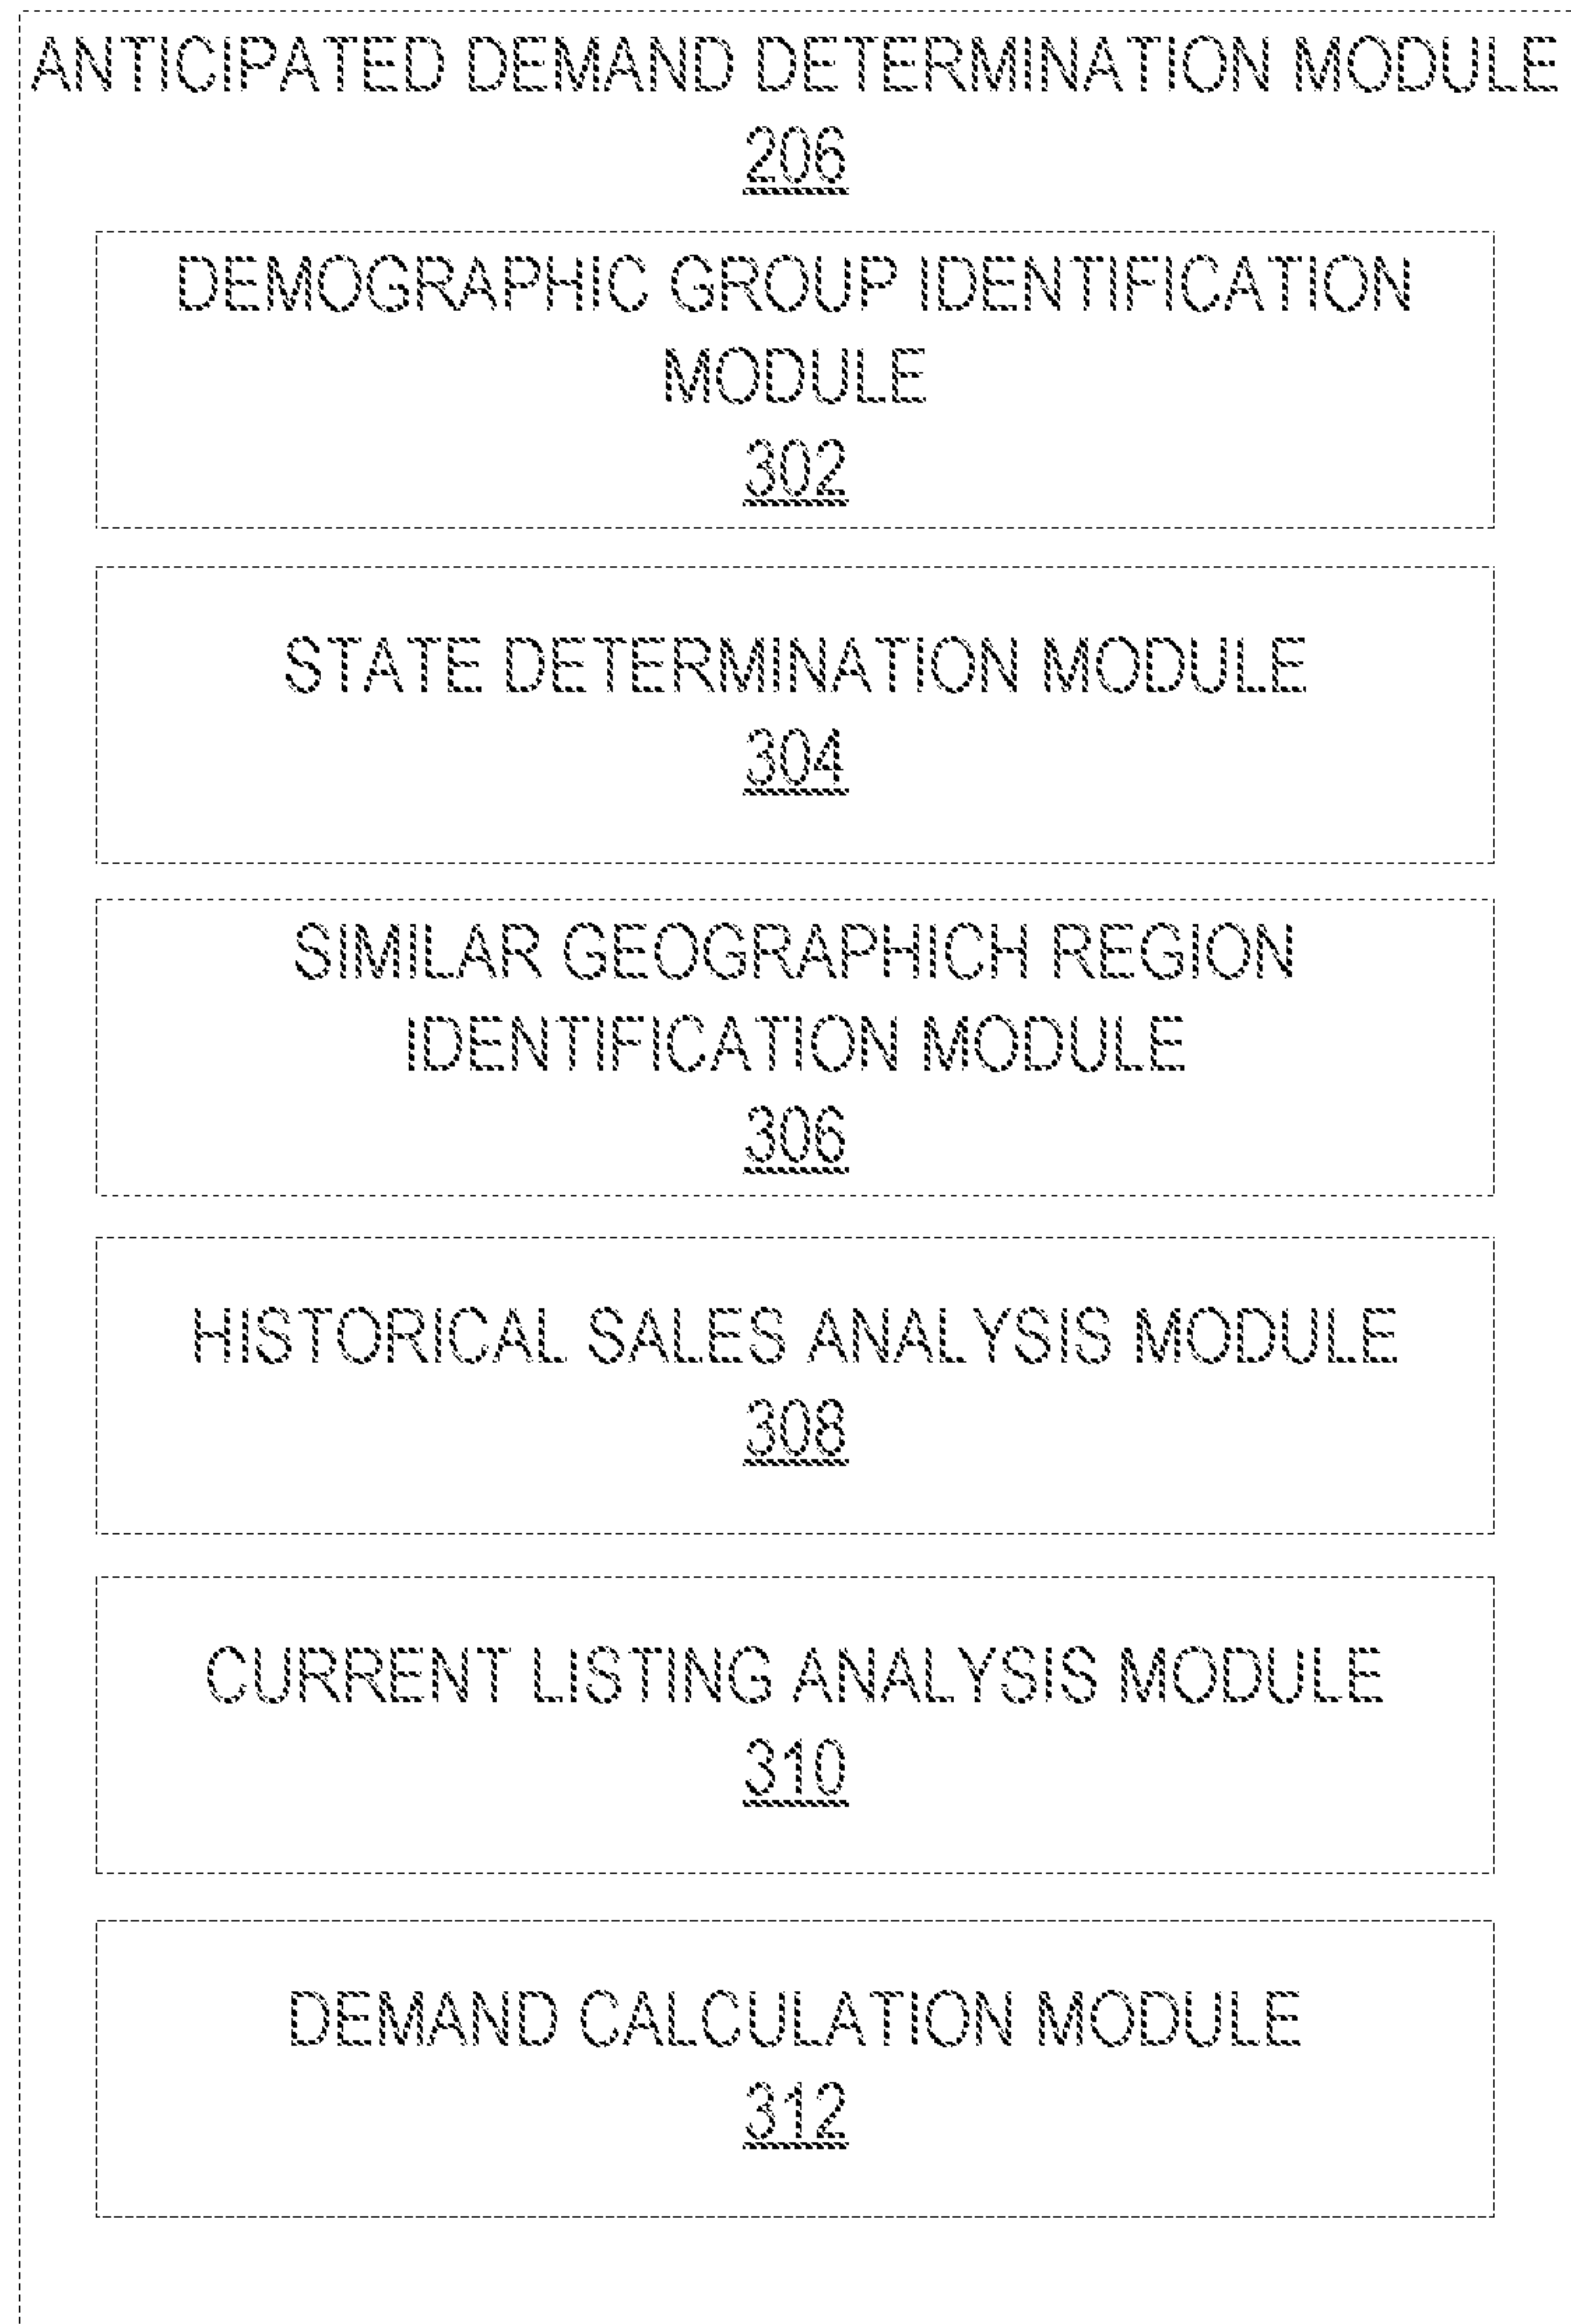 ANTICIPATED DEMAND DETERMINATION MODULE
206
DEMOGRAPHIC GROUP IDENTIFICATION
MODULE
302
STATE DETERMINATION MODULE
304
SIMILAR GEOGRAPHICH REGION
IDENTIFICATION MODULE
306
HISTORICAL SALES ANALYSIS MODULE
308
CURRENT LISTING ANALYSIS MODULE
310
DEMAND CALCULATION MODULE
312